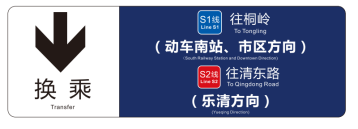 换乘
Transfer
S1线
Line S1
往桐岭
To Tongling
（动车南站、市区方向）
(South Railway Station and Downtown Direction)
S2线
Line S2
往清东路
To Qingdong Road
（乐清方向）
(Yueqing Direction)